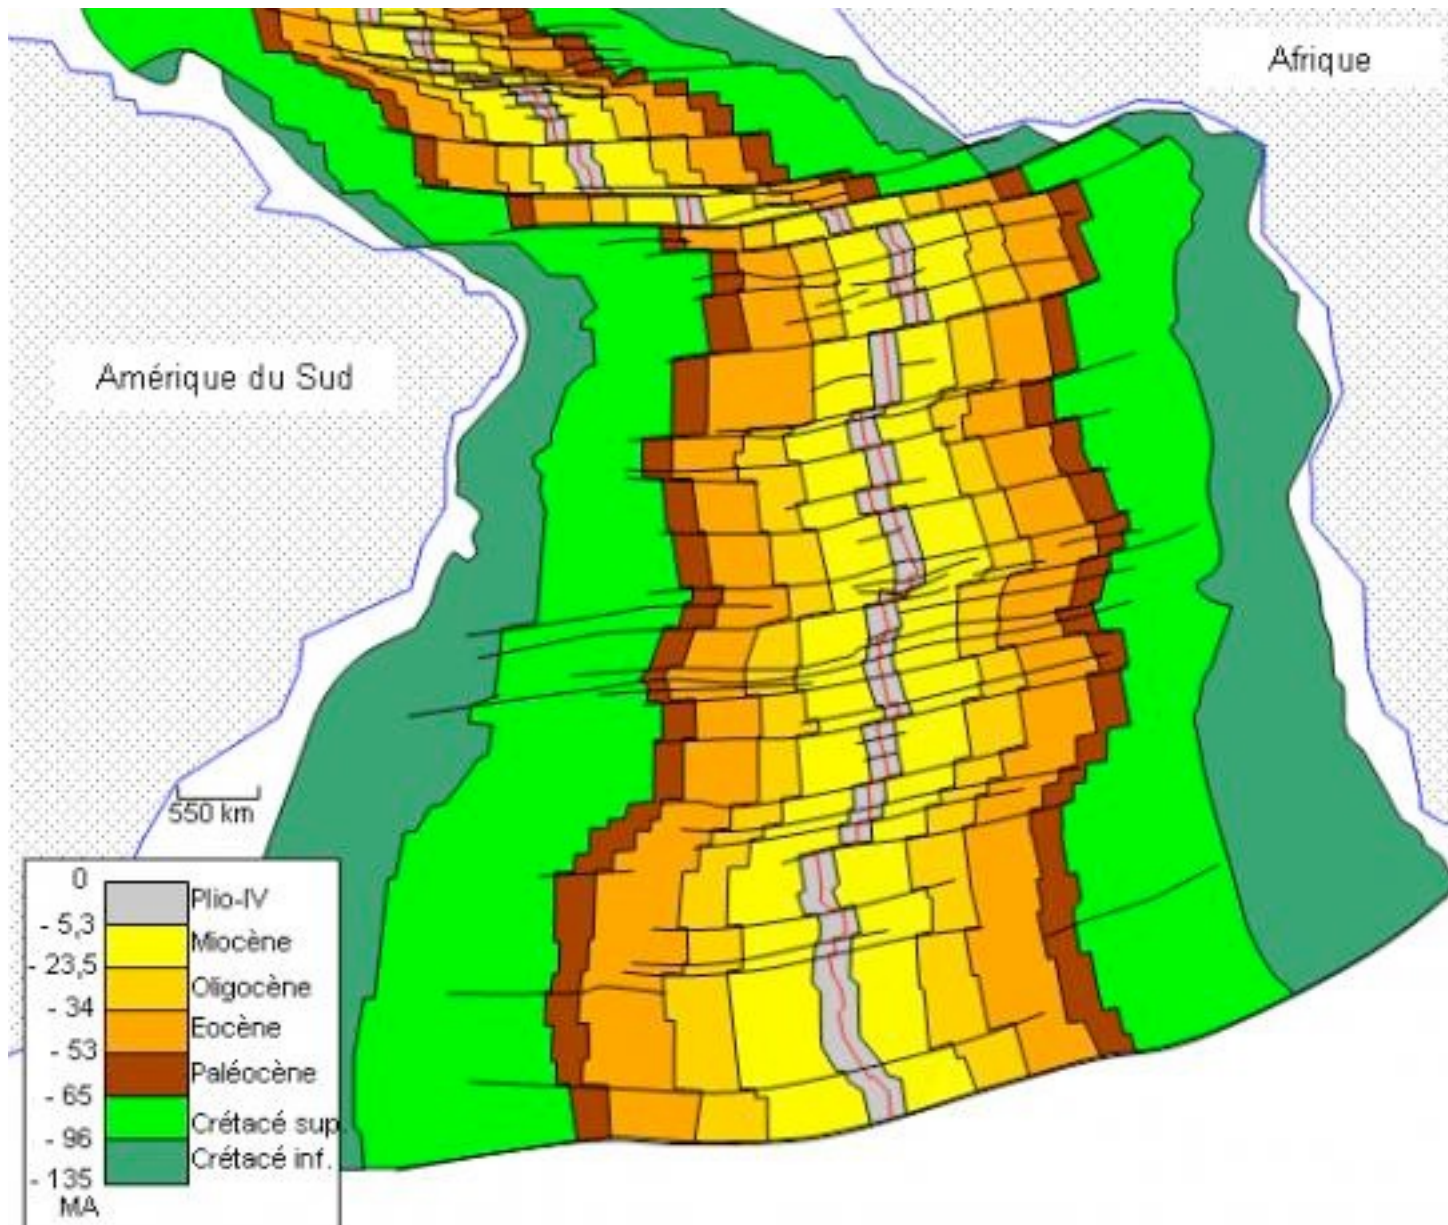 Afrique
Amérique du Sud
550 km
0
Plio-IV
- 5,3
Miocène
- 23,5
Oligocène
- 34
Eocène
- 53
Paléocène
- 65
Crétacé sup.
- 96
Crétacé inf.
- 135
MA